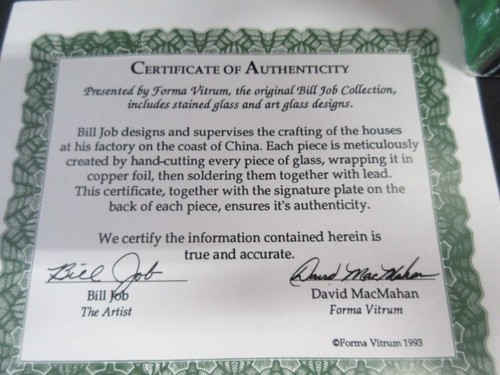 CERTIFICATE OF AUTHENTICITY
Presented by Forma Vitrum, the original Bill Job Collection,
includes stained glass and art glass designs.
Bill Job designs and supervises the crafting of the houses
at his factory on the coast of China. Each piece is meticulously
created by hand-cutting every piece of glass, wrapping it in
copper foil, then soldering them together with lead.
This certificate, together with the signature plate on the
back of each piece, ensures it's authenticity.
We certify the information contained herein is
true and accurate.
Bill Job David MacMahan
Bill Job David MacMahan
The Artist Forma Vitrum
©Forma Vitrum 1993